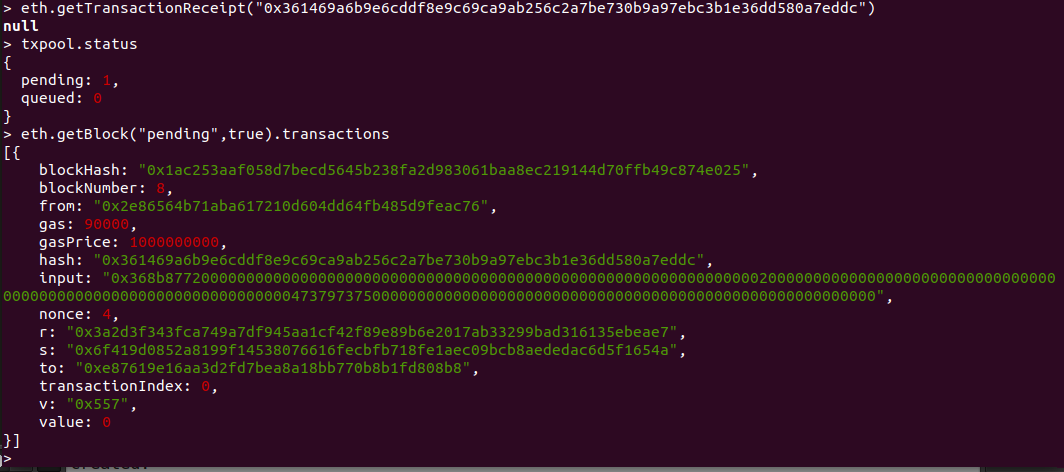 > eth.getTransactionReceipt("0x361469a6b9e6cddf8e9c69ca9ab256c2a7be730b9a97ebc3b1e36dd580a7eddc")
null
> txpool.status
{
  pending: 1,
  queued: 0
}
> eth.getBlock("pending",true).transactions
[{
    blockHash: "0x1ac253aaf058d7becd5645b238fa2d983061baa8ec219144d70ffb49c874e025",
    blockNumber: 8,
    from: "0x2e86564b71aba617210d604dd64fb485d9feac76",
    gas: 90000,
    gasPrice: 1000000000,
    hash: "0x361469a6b9e6cddf8e9c69ca9ab256c2a7be730b9a97ebc3b1e36dd580a7eddc",
    input: "0x368b8772000000000000000000000000000000000000000000000000000000000000002000000000000000000000000000000000
0000000000000000000000000000000047379737500000000000000000000000000000000000000000000000000000000",
    nonce: 4,
    r: "0x3a2d3f343fca749a7df945aa1cf42f89e89b6e2017ab33299bad316135ebeae7",
    s: "0x6f419d0852a8199f14538076616fecbfb718fe1aec09bcb8aededac6d5f1654a",
    to: "0xe87619e16aa3d2fd7bea8a18bb770b8b1fd808b8",
    transactionIndex: 0,
    v: "0x557",
    value: 0
}]
>